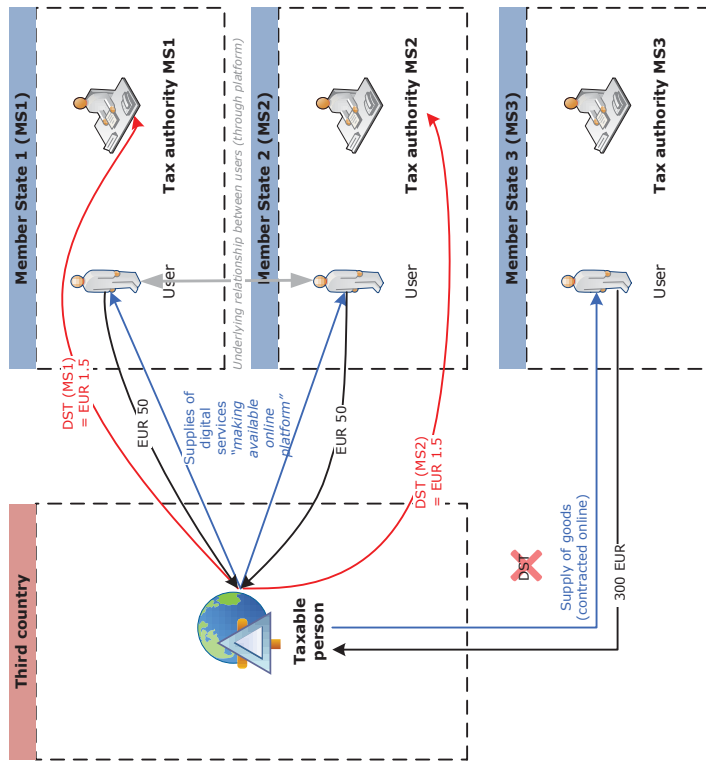 Third country
Taxable
person
DST (MS1)
= EUR 1.5
EUR 50
Supplies of
digital
services
“making
available
online
platform”
EUR 50
DST (MS2)
= EUR 1.5
DST
Supply of goods
(contracted online)
300 EUR
Member State 1 (MS1)
User
Tax authority MS1
Underlying relationship between users (through platform)
Member State 2 (MS2)
User
Tax authority MS2
Member State 3 (MS3)
User
Tax authority MS3